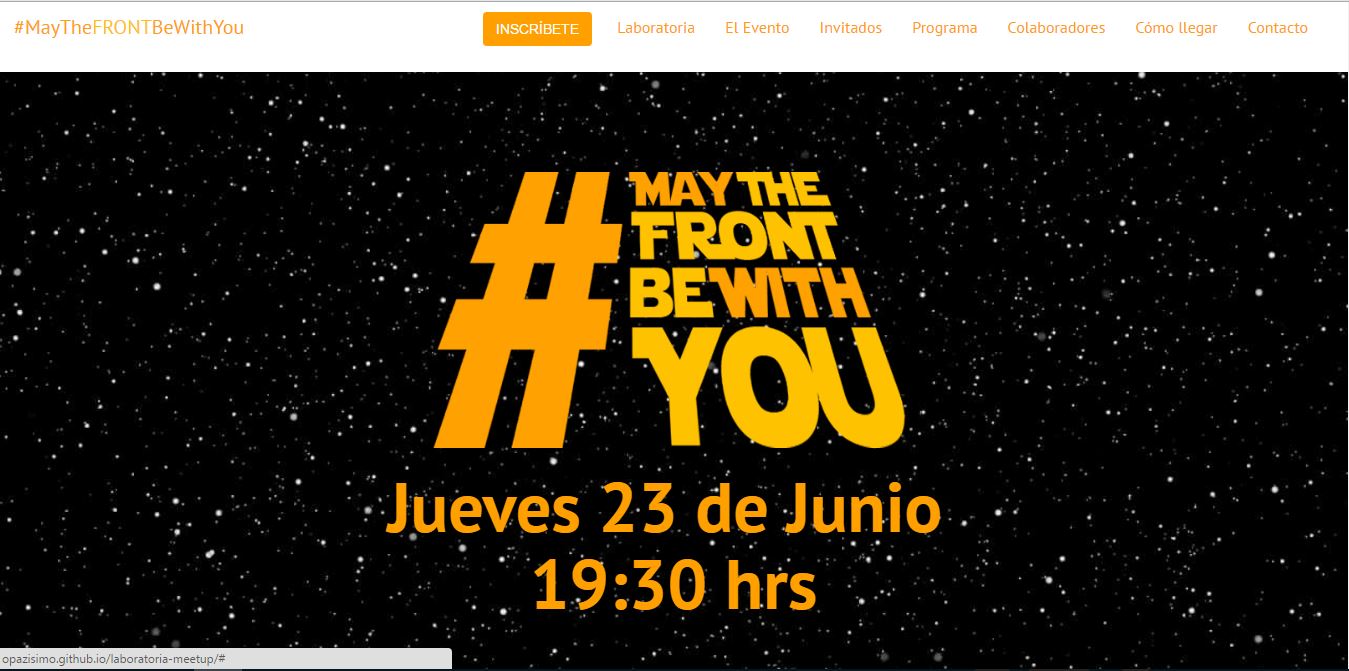 #MayTheFRONTBeWithYou
INSCRÍBETE Laboratoria El Evento Invitados Programa Colaboradores Cómo llegar Contacto
# MAY THE
FRONT
BE WITH
YOU
Jueves 23 de Junio
19:30 hrs
opazisimo.github.io/laboratoria-meetup/#